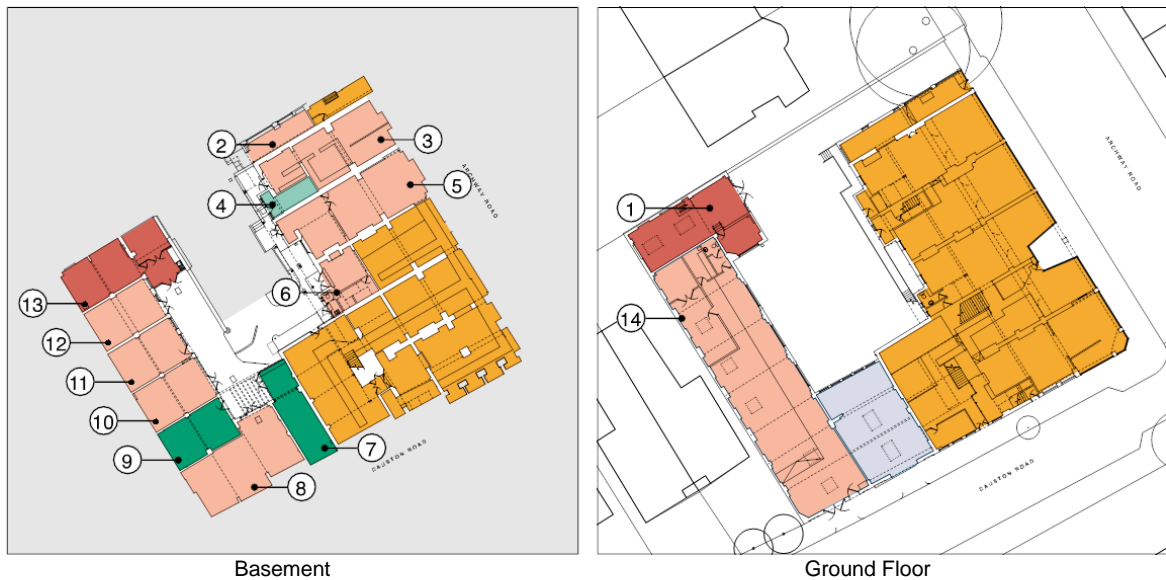 2
3
ARCHWAY ROAD
5
4
6
13
12
11
10
9
7
8
CAUSTON ROAD
Basement
ARCHWAY ROAD
1
14
CAUSTON ROAD
Ground Floor